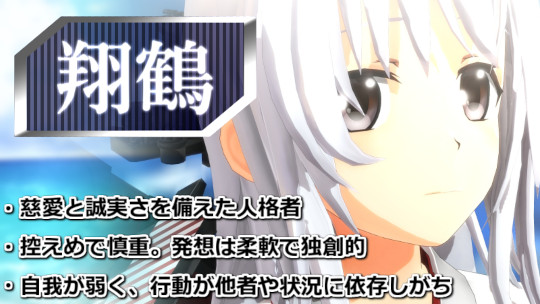 翔鶴
・慈愛と誠実さを備えた人格者
・控えめで慎重。発想は柔軟で独創的
・自我が弱く、行動が他者や状況に依存しがち